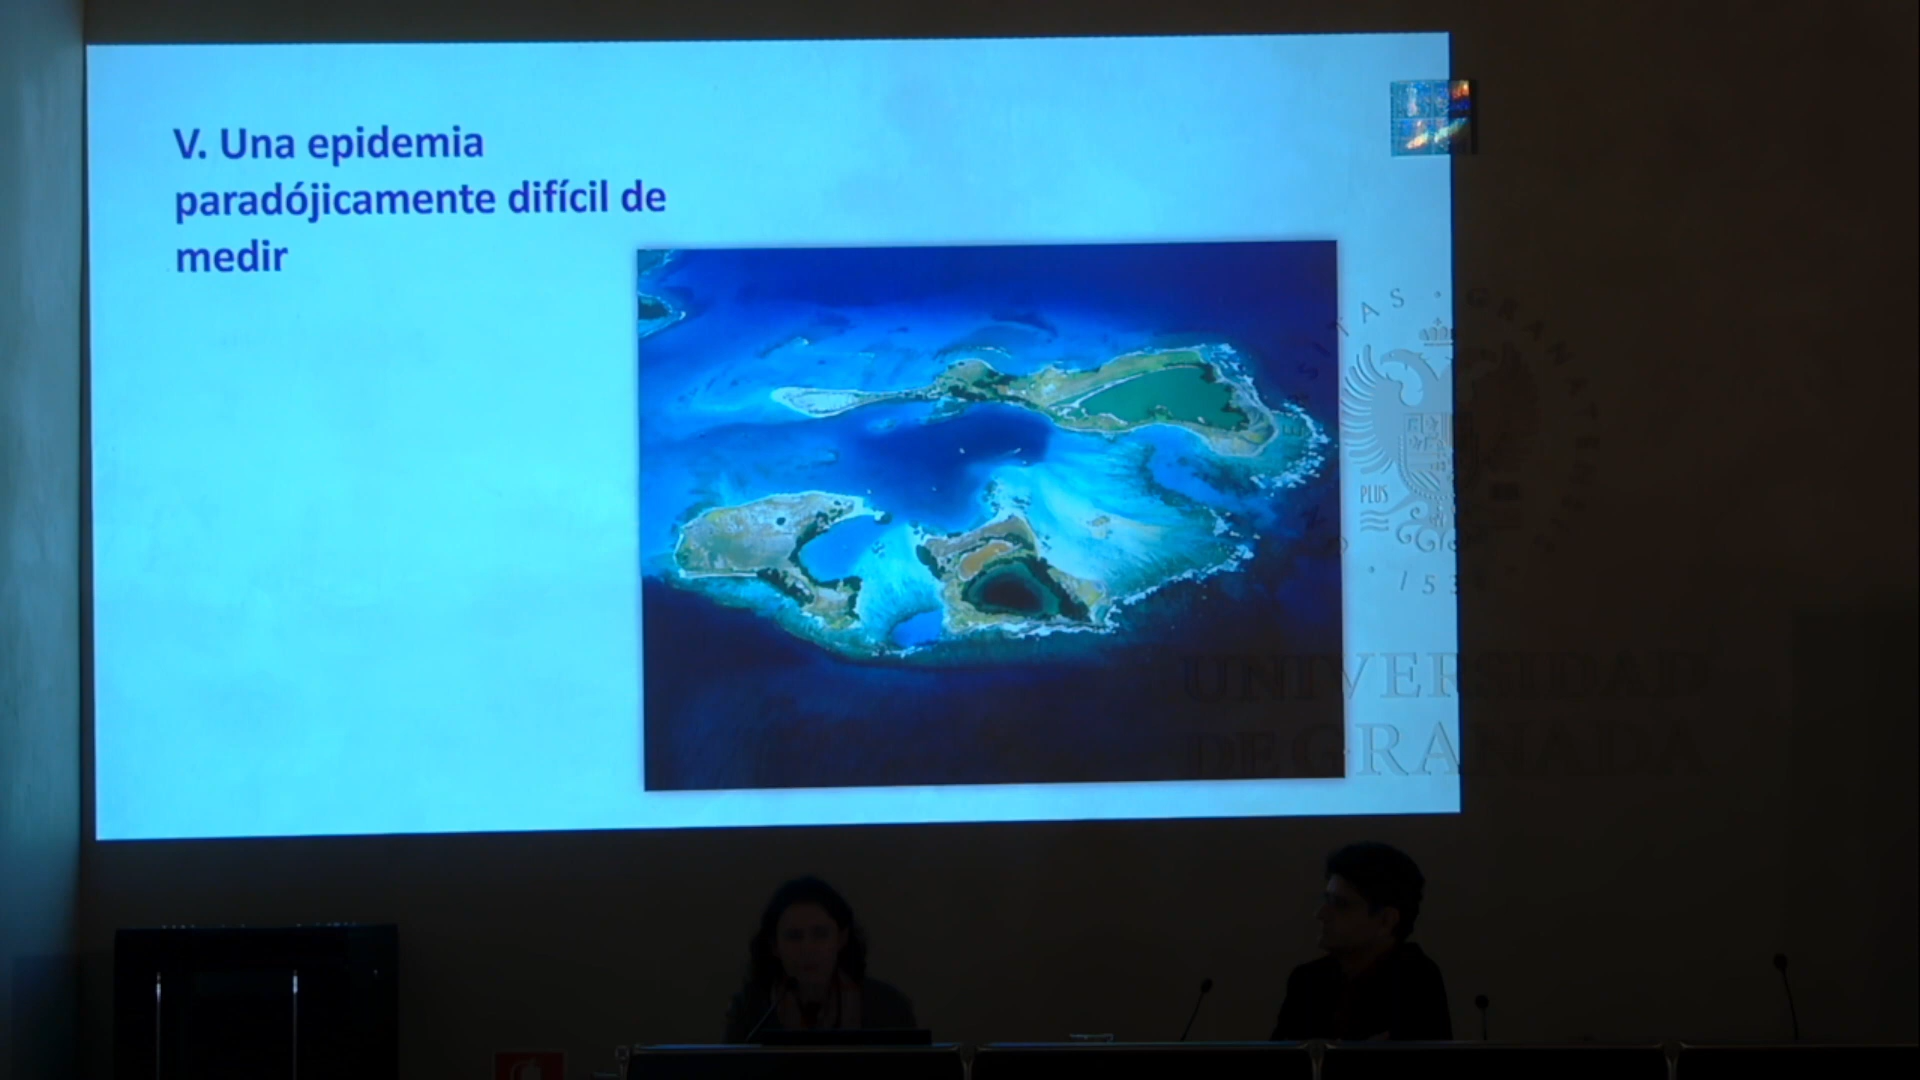 V. Una epidemia
paradójicamente difícil de
medir
PLUS
UNIVERSIDAD
DE GRANADA